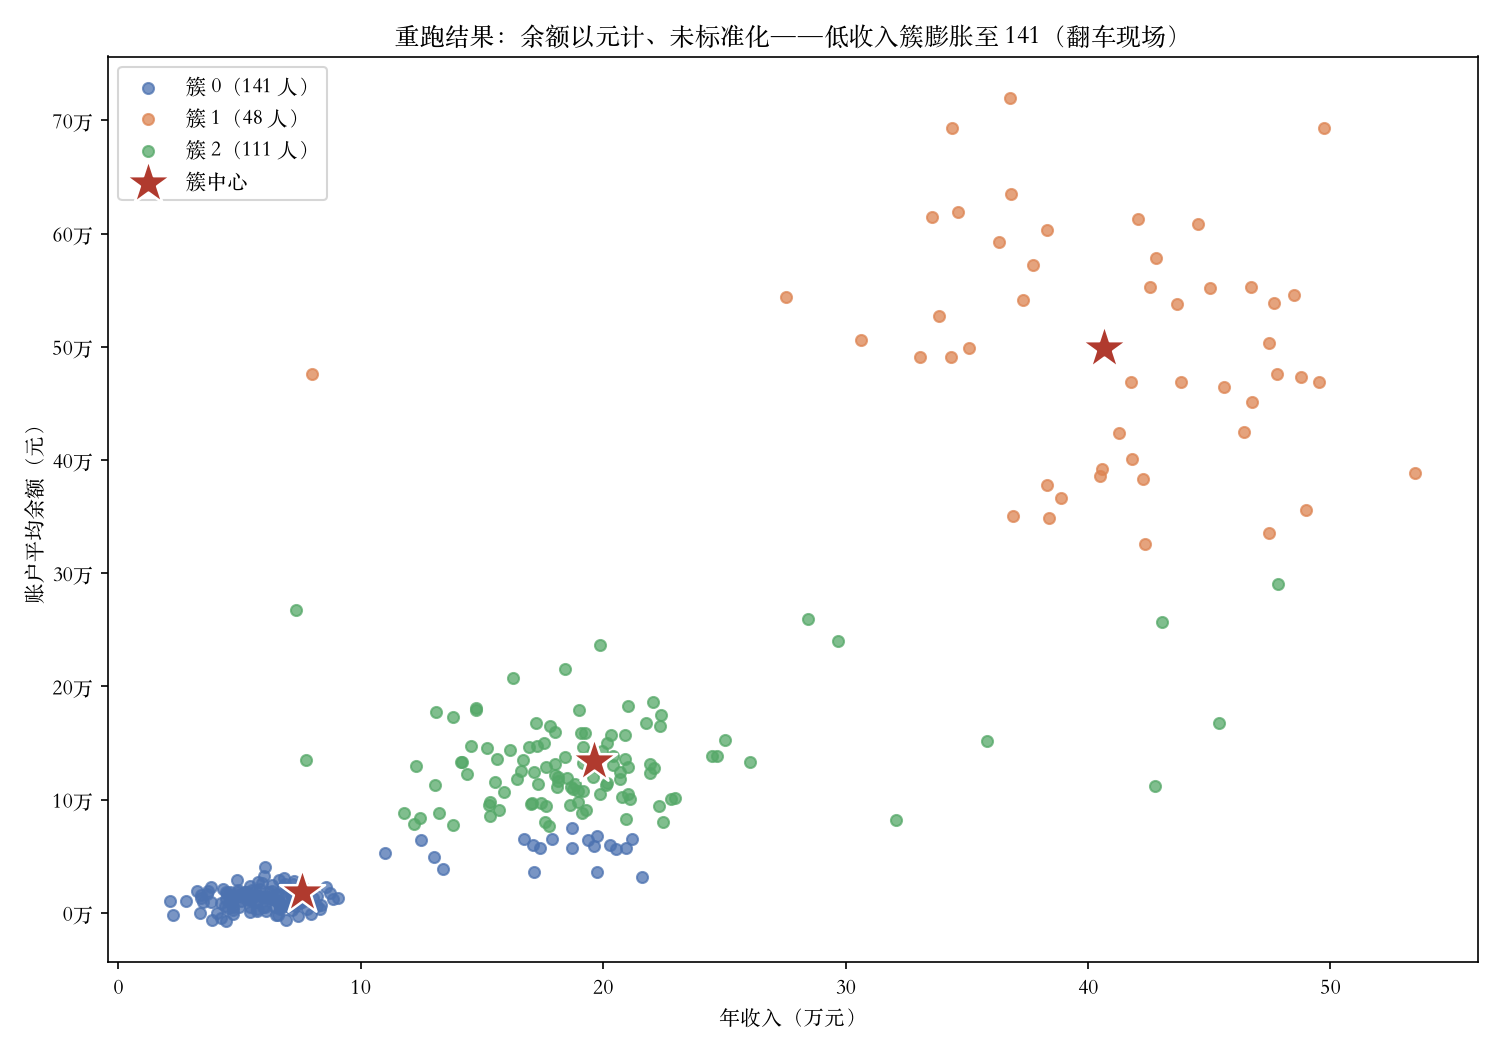 重跑结果：余额以元计、未标准化——低收入簇膨胀至 141（翻车现场）
簇 0（141 人）
簇 1（48 人）
簇 2（111 人）
簇中心
账户平均余额（元）
70万
60万
50万
40万
30万
20万
10万
0万
0
10
20
30
40
50
年收入（万元）